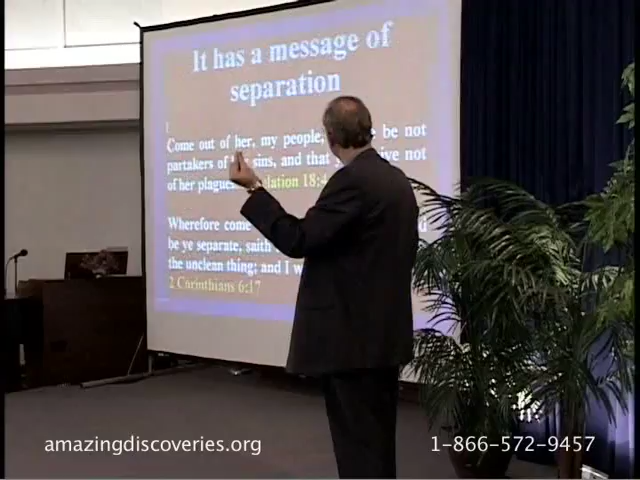 It has a message of
separation
Come out of her, my people, be not
partakers of sins, and that not
of her plagues 18:4
Wherefore come
be ye separate, saith
the unclean thing; and I
2 Corinthians 6:17
amazingdiscoveries.org
1-866-572-9457